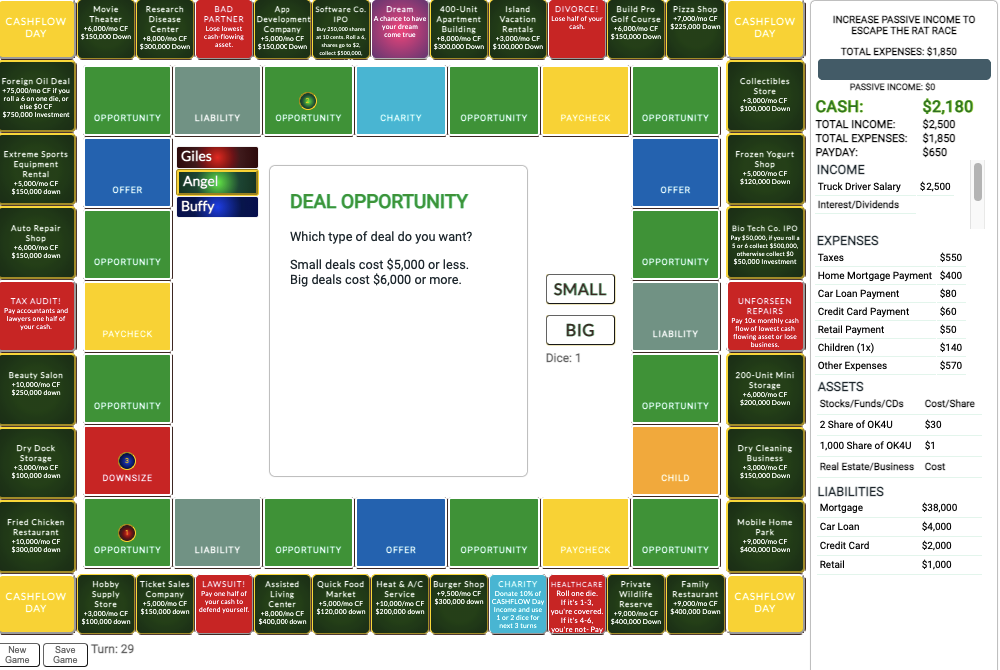 CASHFLOW
DAY
Movie
Theater
+6,000/mo CF
$150,000 Down
Research
Disease
Center
+8,000/mo CF
$300,000 Down
BAD
PARTNER
Lose lowest
cash-flowing
asset.
App
Development
Company
+5,000/mo CF
$150,000 Down
Software Co.
IPO
Buy 250,000 shares
at 10 cents. Roll a 6,
shares go to $2,
collect $500,000,
Dream
A chance to have
your dream
come true
400-Unit
Apartment
Building
+8,000/mo CF
$300,000 Down
Island
Vacation
Rentals
+3,000/mo CF
$100,000 Down
DIVORCE!
Lose half of your
cash.
Build Pro
Golf Course
+6,000/mo CF
$150,000 Down
Pizza Shop
+7,000/mo CF
$225,000 Down
CASHFLOW
DAY
Foreign Oil Deal
+75,000/mo CF if you
roll a 6 on one die, or
else $0 CF
$750,000 Investment
Extreme Sports
Equipment
Rental
+5,000/mo CF
$150,000 down
Auto Repair
Shop
+6,000/mo CF
$150,000 down
TAX AUDIT!
Pay accountants and
lawyers one half of
your cash.
Beauty Salon
+10,000/mo CF
$250,000 down
Dry Dock
Storage
+3,000/mo CF
$100,000 down
Fried Chicken
Restaurant
+10,000/mo CF
$300,000 down
CASHFLOW
DAY
OPPORTUNITY
LIABILITY
2
OPPORTUNITY
CHARITY
OPPORTUNITY
PAYCHECK
OPPORTUNITY
OFFER
OPPORTUNITY
PAYCHECK
OPPORTUNITY
3
DOWNSIZE
1
OPPORTUNITY
LIABILITY
OPPORTUNITY
OFFER
OPPORTUNITY
PAYCHECK
OPPORTUNITY
OFFER
OPPORTUNITY
LIABILITY
OPPORTUNITY
CHILD
Giles
Angel
Buffy
DEAL OPPORTUNITY
Which type of deal do you want?
Small deals cost $5,000 or less.
Big deals cost $6,000 or more.
SMALL
BIG
Dice: 1
Collectibles
Store
+3,000/mo CF
$100,000 Down
Frozen Yogurt
Shop
+5,000/mo CF
$120,000 Down
Bio Tech Co. IPO
Pay $50,000, if you roll a
5 or 6 collect $500,000,
otherwise collect $0
$50,000 Investment
UNFORSEEN
REPAIRS
Pay 10x monthly cash
flow of lowest cash
flowing asset or lose
business.
200-Unit Mini
Storage
+6,000/mo CF
$200,000 Down
Dry Cleaning
Business
+3,000/mo CF
$150,000 Down
Mobile Home
Park
+9,000/mo CF
$400,000 Down
Hobby
Supply
Store
+3,000/mo CF
$100,000 down
Ticket Sales
Company
+5,000/mo CF
$150,000 down
LAWSUIT!
Pay one half of
your cash to
defend yourself.
Assisted
Living
Center
+8,000/mo CF
$400,000 down
Quick Food
Market
+5,000/mo CF
$120,000 down
Heat & A/C
Service
+10,000/mo CF
$200,000 down
Burger Shop
+9,500/mo CF
$300,000 down
CHARITY
Donate 10% of
CASHFLOW Day
Income and use
1 or 2 dice for
next 3 turns
HEALTHCARE
Roll one die.
If it's 1-3,
you're covered.
If it's 4-6,
you're not- Pay
Private
Wildlife
Reserve
+9,000/mo CF
$400,000 Down
Family
Restaurant
+9,000/mo CF
$400,000 Down
CASHFLOW
DAY
New
Game
Save
Game
Turn: 29
INCREASE PASSIVE INCOME TO
ESCAPE THE RAT RACE
TOTAL EXPENSES: $1,850
PASSIVE INCOME: $0
CASH: $2,180
TOTAL INCOME: $2,500
TOTAL EXPENSES: $1,850
PAYDAY: $650
INCOME
Truck Driver Salary $2,500
Interest/Dividends
EXPENSES
Taxes $550
Home Mortgage Payment $400
Car Loan Payment $80
Credit Card Payment $60
Retail Payment $50
Children (1x) $140
Other Expenses $570
ASSETS
Stocks/Funds/CDs Cost/Share
2 Share of OK4U $30
1,000 Share of OK4U $1
Real Estate/Business Cost
LIABILITIES
Mortgage $38,000
Car Loan $4,000
Credit Card $2,000
Retail $1,000